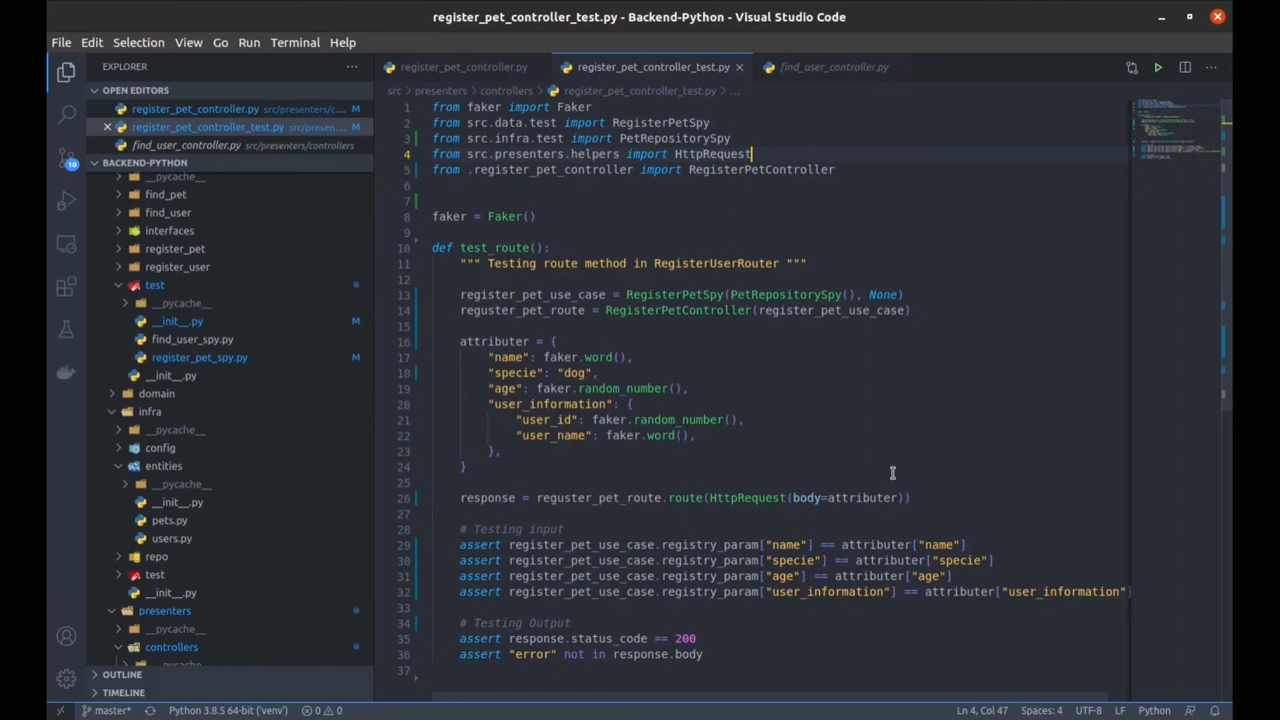 register_pet_controller_test.py - Backend-Python - Visual Studio Code
File Edit Selection View Go Run Terminal Help
EXPLORER
OPEN EDITORS
register_pet_controller.py src/presenters/c... M
register_pet_controller_test.py src/presen... M
find_user_controller.py src/presenters/controllers
BACKEND-PYTHON
__pycache__
find_pet
find_user
interfaces
register_pet
register_user
test
__pycache__
__init__.py M
find_user_spy.py
register_pet_spy.py M
__init__.py
domain
infra
__pycache__
config
entities
__pycache__
__init__.py
pets.py
users.py
repo
test
__init__.py
presenters
__pycache__
controllers
OUTLINE
TIMELINE
10
register_pet_controller.py register_pet_controller_test.py find_user_controller.py
src > presenters > controllers > register_pet_controller_test.py > ...
1 from faker import Faker
2 from src.data.test import RegisterPetSpy
3 from src.infra.test import PetRepositorySpy
4 from src.presenters.helpers import HttpRequest
5 from .register_pet_controller import RegisterPetController
6
7
8 faker = Faker()
9
10 def test_route():
11 """ Testing route method in RegisterUserRouter """
12
13 register_pet_use_case = RegisterPetSpy(PetRepositorySpy(), None)
14 reguster_pet_route = RegisterPetController(register_pet_use_case)
15
16 attributer = {
17 "name": faker.word(),
18 "specie": "dog",
19 "age": faker.random_number(),
20 "user_information": {
21 "user_id": faker.random_number(),
22 "user_name": faker.word(),
23 },
24 }
25
26 response = reguster_pet_route.route(HttpRequest(body=attributer))
27
28 # Testing input
29 assert register_pet_use_case.registry_param["name"] == attributer["name"]
30 assert register_pet_use_case.registry_param["specie"] == attributer["specie"]
31 assert register_pet_use_case.registry_param["age"] == attributer["age"]
32 assert register_pet_use_case.registry_param["user_information"] == attributer["user_information"]
33
34 # Testing Output
35 assert response.status_code == 200
36 assert "error" not in response.body
37
master* Python 3.8.5 64-bit ('venv') 0 0 Ln 4, Col 47 Spaces: 4 UTF-8 LF Python